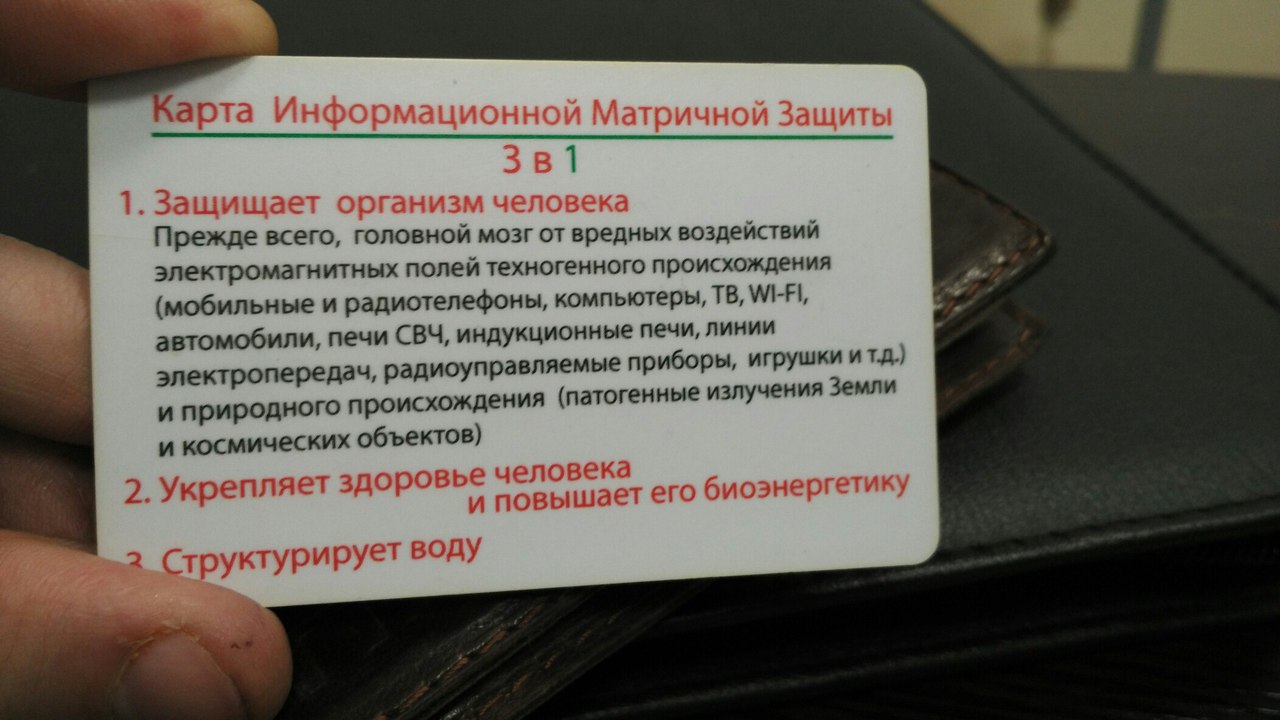 Карта Информационной Матричной Защиты
3 в 1
1. Защищает организм человека
Прежде всего, головной мозг от вредных воздействий
электромагнитных полей техногенного происхождения
(мобильные и радиотелефоны, компьютеры, ТВ, WI-FI,
автомобили, печи СВЧ, индукционные печи, линии
электропередач, радиоуправляемые приборы, игрушки и т.д.)
и природного происхождения (патогенные излучения Земли
и космических объектов)
2. Укрепляет здоровье человека
и повышает его биоэнергетику
3. Структурирует воду